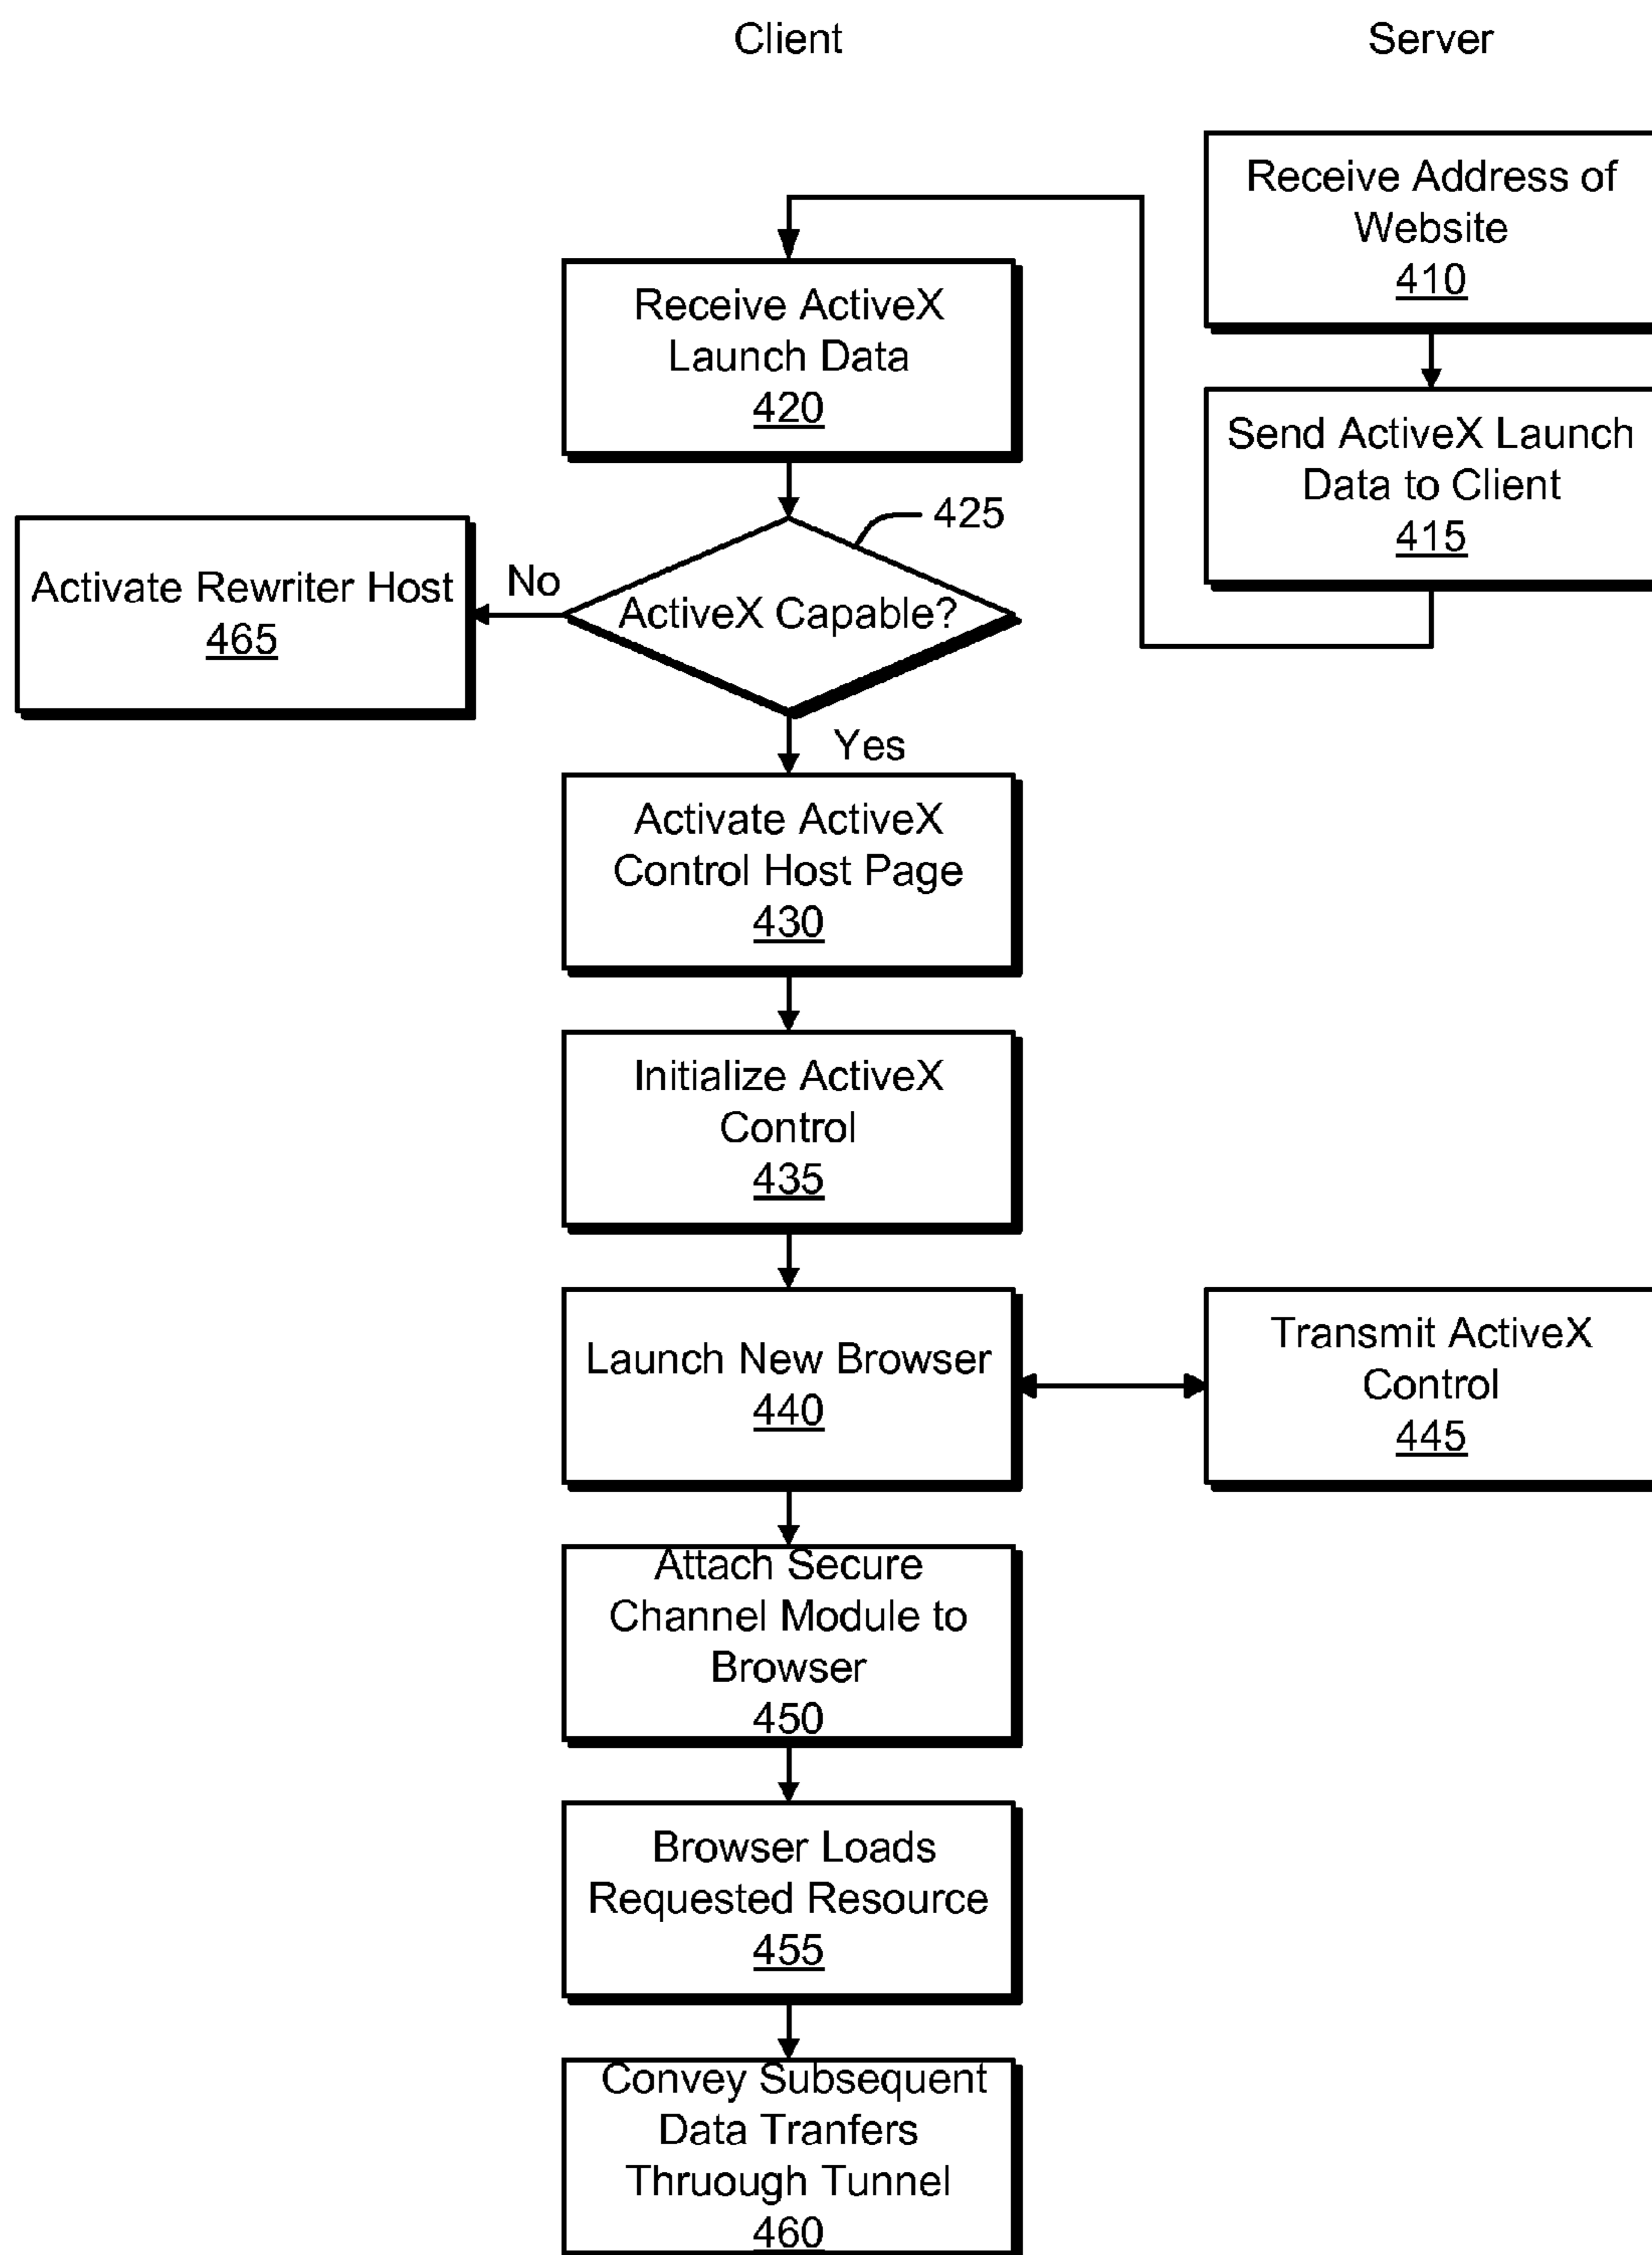 Client
Server
Receive Address of
Website
410
Send ActiveX Launch
Data to Client
415
Receive ActiveX
Launch Data
420
425
ActiveX Capable?
No
Activate Rewriter Host
465
Yes
Activate ActiveX
Control Host Page
430
Initialize ActiveX
Control
435
Launch New Browser
440
Transmit ActiveX
Control
445
Attach Secure
Channel Module to
Browser
450
Browser Loads
Requested Resource
455
Convey Subsequent
Data Tranfers
Thruough Tunnel
460